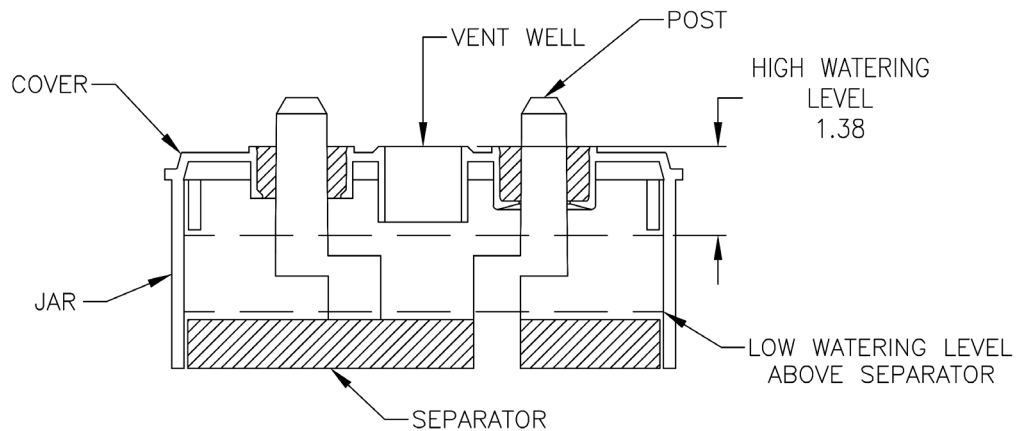 POST
VENT WELL
COVER
HIGH WATERING
LEVEL
1.38
JAR
LOW WATERING LEVEL
ABOVE SEPARATOR
SEPARATOR